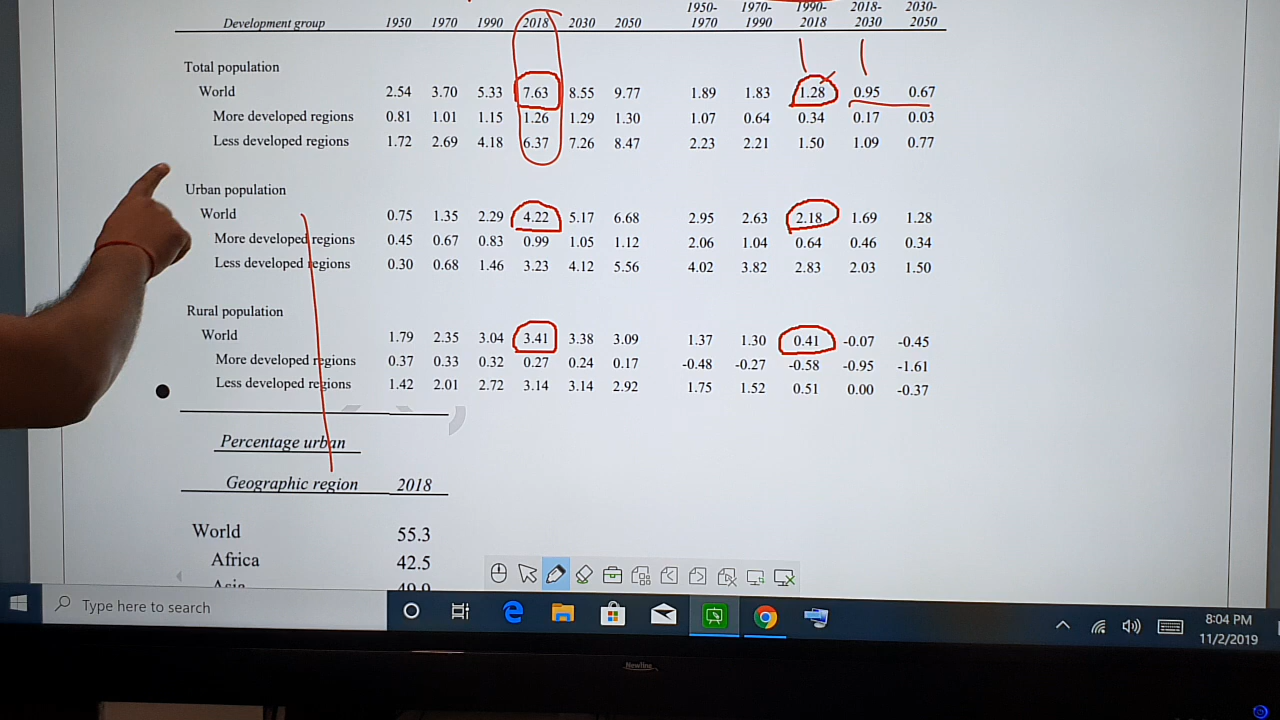 1950- 1970- 1990- 2018- 2030-
Development group 1950 1970 1990 2018 2030 2050 1970 1990 2018 2030 2050
Total population
World 2.54 3.70 5.33 7.63 8.55 9.77 1.89 1.83 1.28 0.95 0.67
More developed regions 0.81 1.01 1.15 1.26 1.29 1.30 1.07 0.64 0.34 0.17 0.03
Less developed regions 1.72 2.69 4.18 6.37 7.26 8.47 2.23 2.21 1.50 1.09 0.77
Urban population
World 0.75 1.35 2.29 4.22 5.17 6.68 2.95 2.63 2.18 1.69 1.28
More developed regions 0.45 0.67 0.83 0.99 1.05 1.12 2.06 1.04 0.64 0.46 0.34
Less developed regions 0.30 0.68 1.46 3.23 4.12 5.56 4.02 3.82 2.83 2.03 1.50
Rural population
World 1.79 2.35 3.04 3.41 3.38 3.09 1.37 1.30 0.41 -0.07 -0.45
More developed regions 0.37 0.33 0.32 0.27 0.24 0.17 -0.48 -0.27 -0.58 -0.95 -1.61
Less developed regions 1.42 2.01 2.72 3.14 3.14 2.92 1.75 1.52 0.51 0.00 -0.37
Percentage urban
Geographic region 2018
World 55.3
Africa 42.5
Type here to search
8:04 PM
11/2/2019
Newline